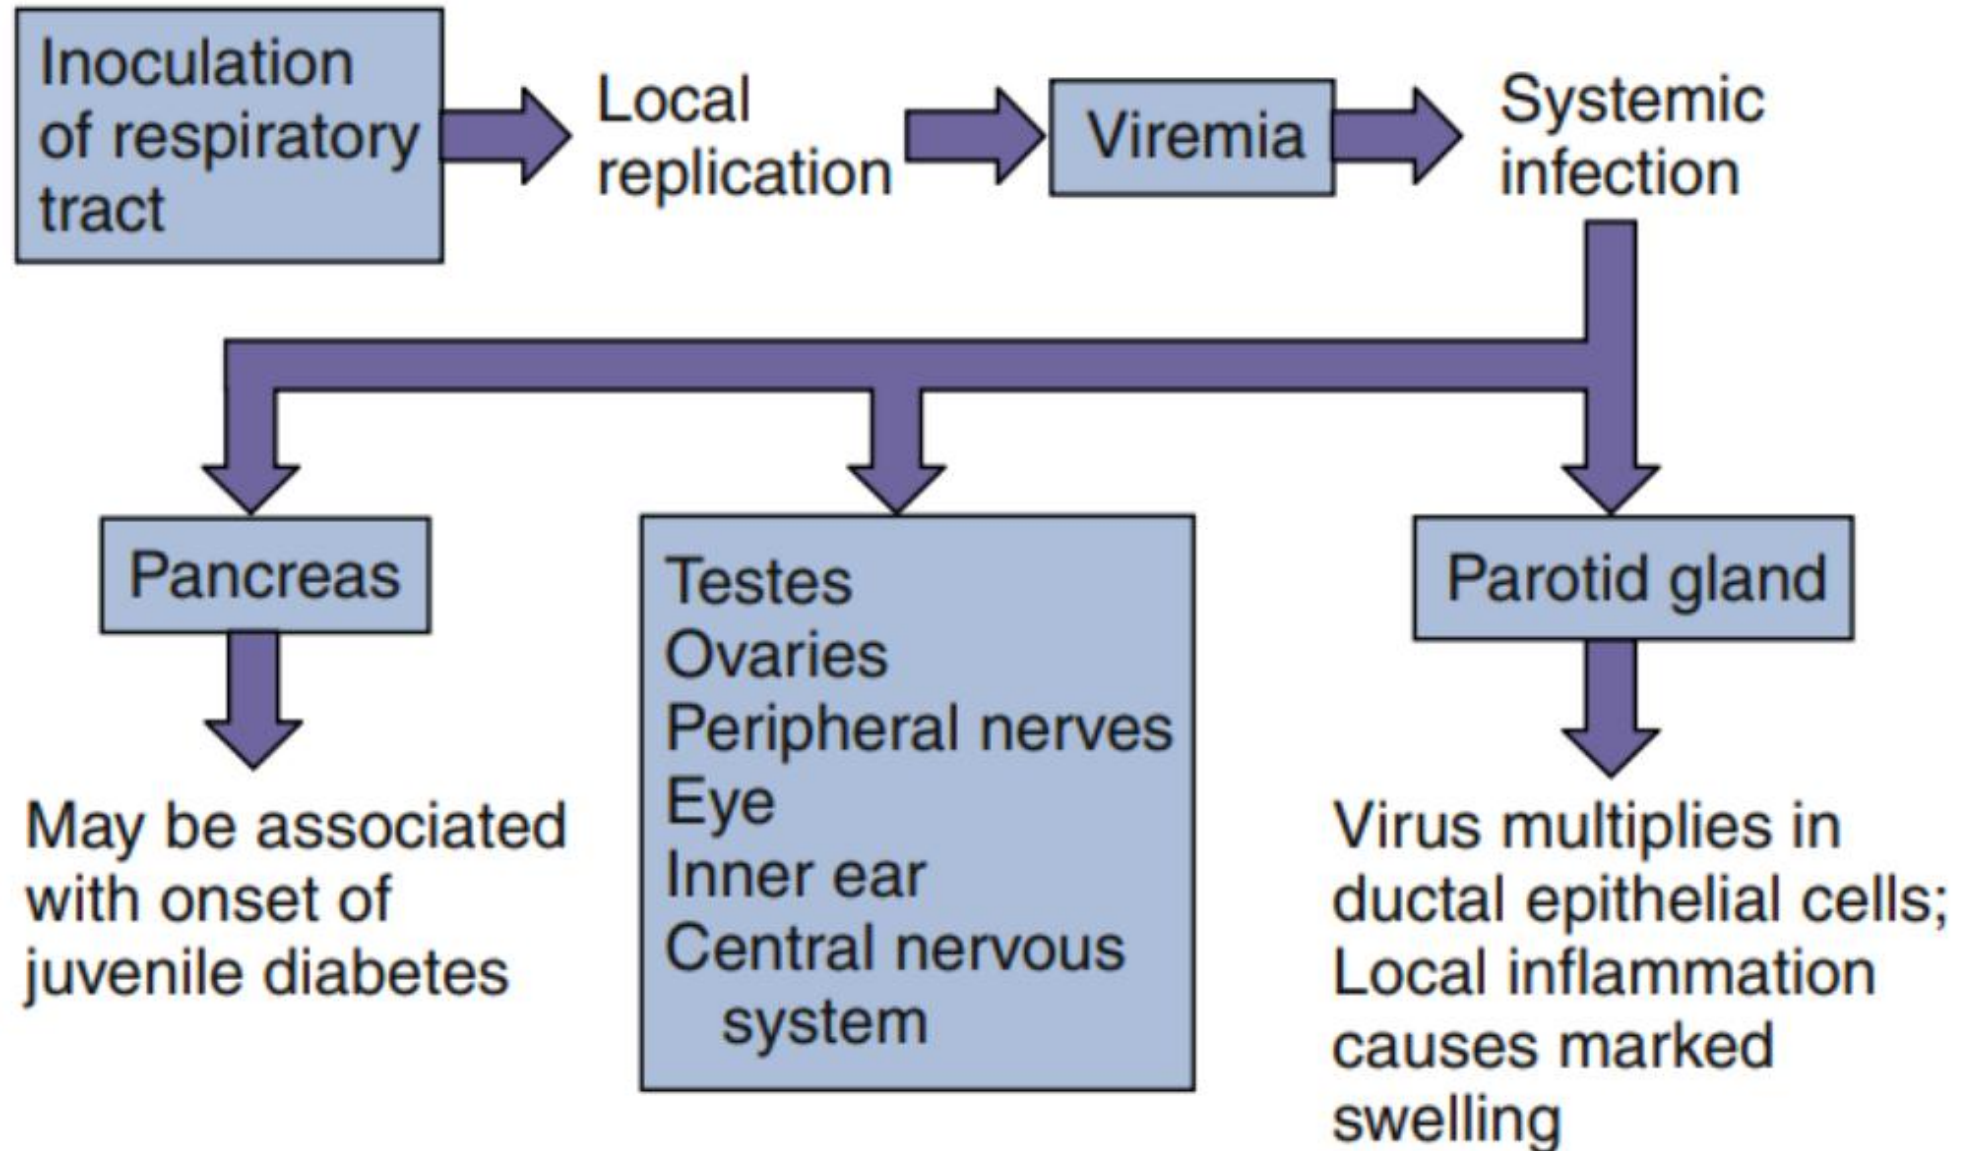 Inoculation
of respiratory
tract
Local
replication
Viremia
Systemic
infection
Pancreas
Testes
Ovaries
Peripheral nerves
Eye
Inner ear
Central nervous
system
Parotid gland
May be associated
with onset of
juvenile diabetes
Virus multiplies in
ductal epithelial cells;
Local inflammation
causes marked
swelling